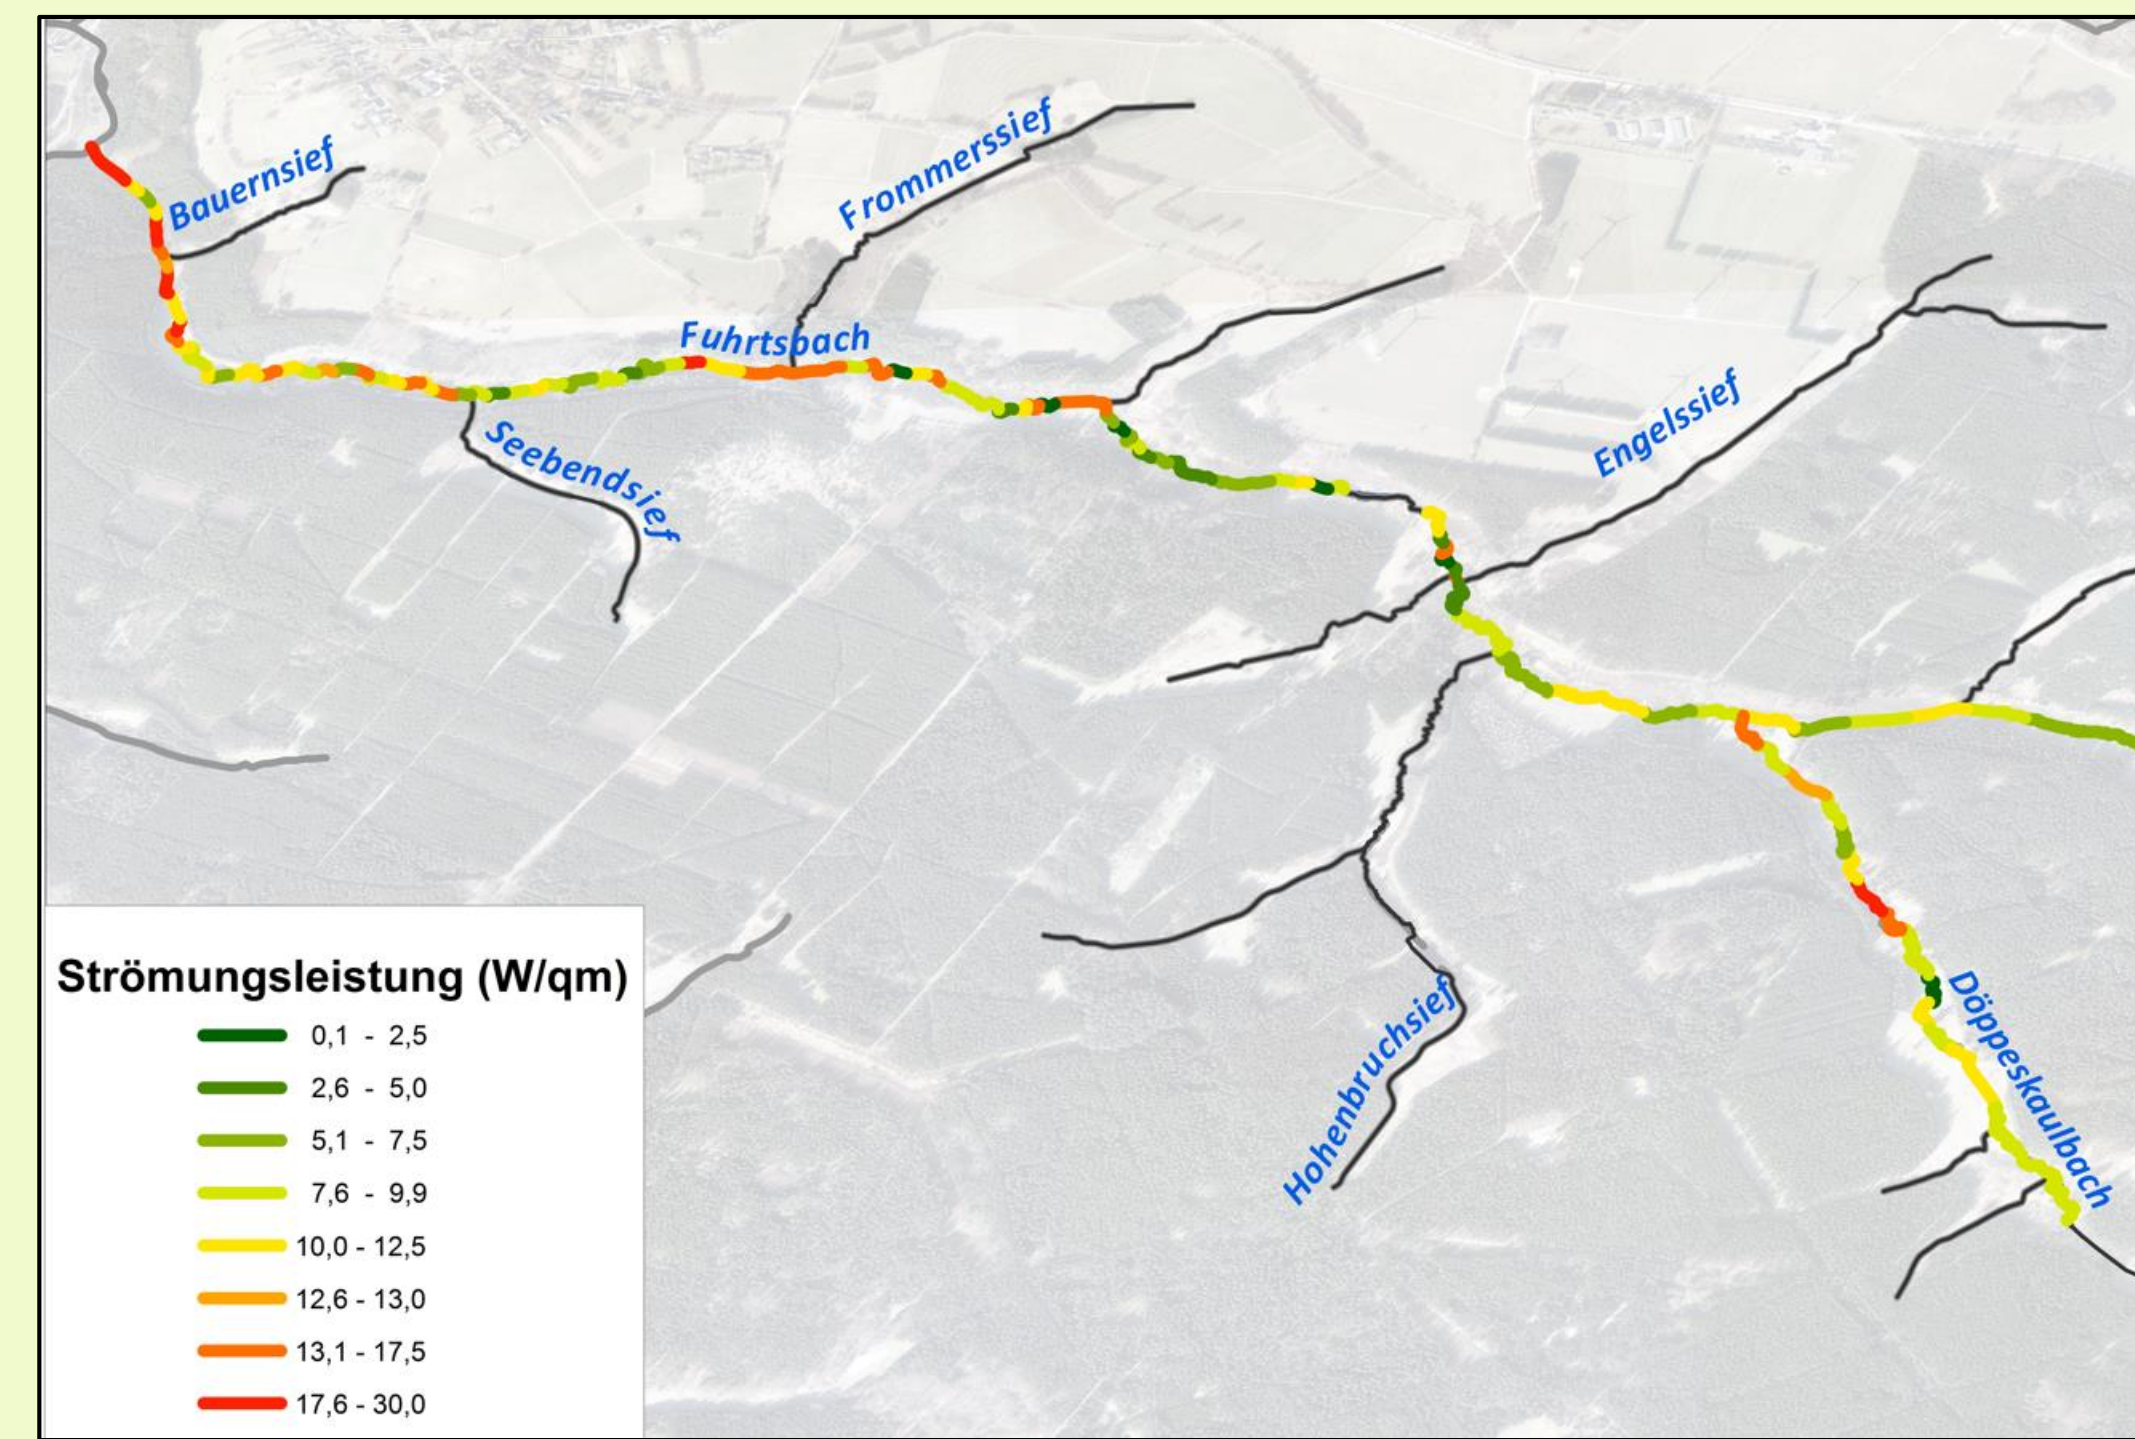 Bauernsief
Frommerssief
Fuhrtsbach
Seebendsief
Engelssief
Hohenbruchsief
Döppeskaulbach
Strömungsleistung (W/qm)
0,1 - 2,5
2,6 - 5,0
5,1 - 7,5
7,6 - 9,9
10,0 - 12,5
12,6 - 13,0
13,1 - 17,5
17,6 - 30,0